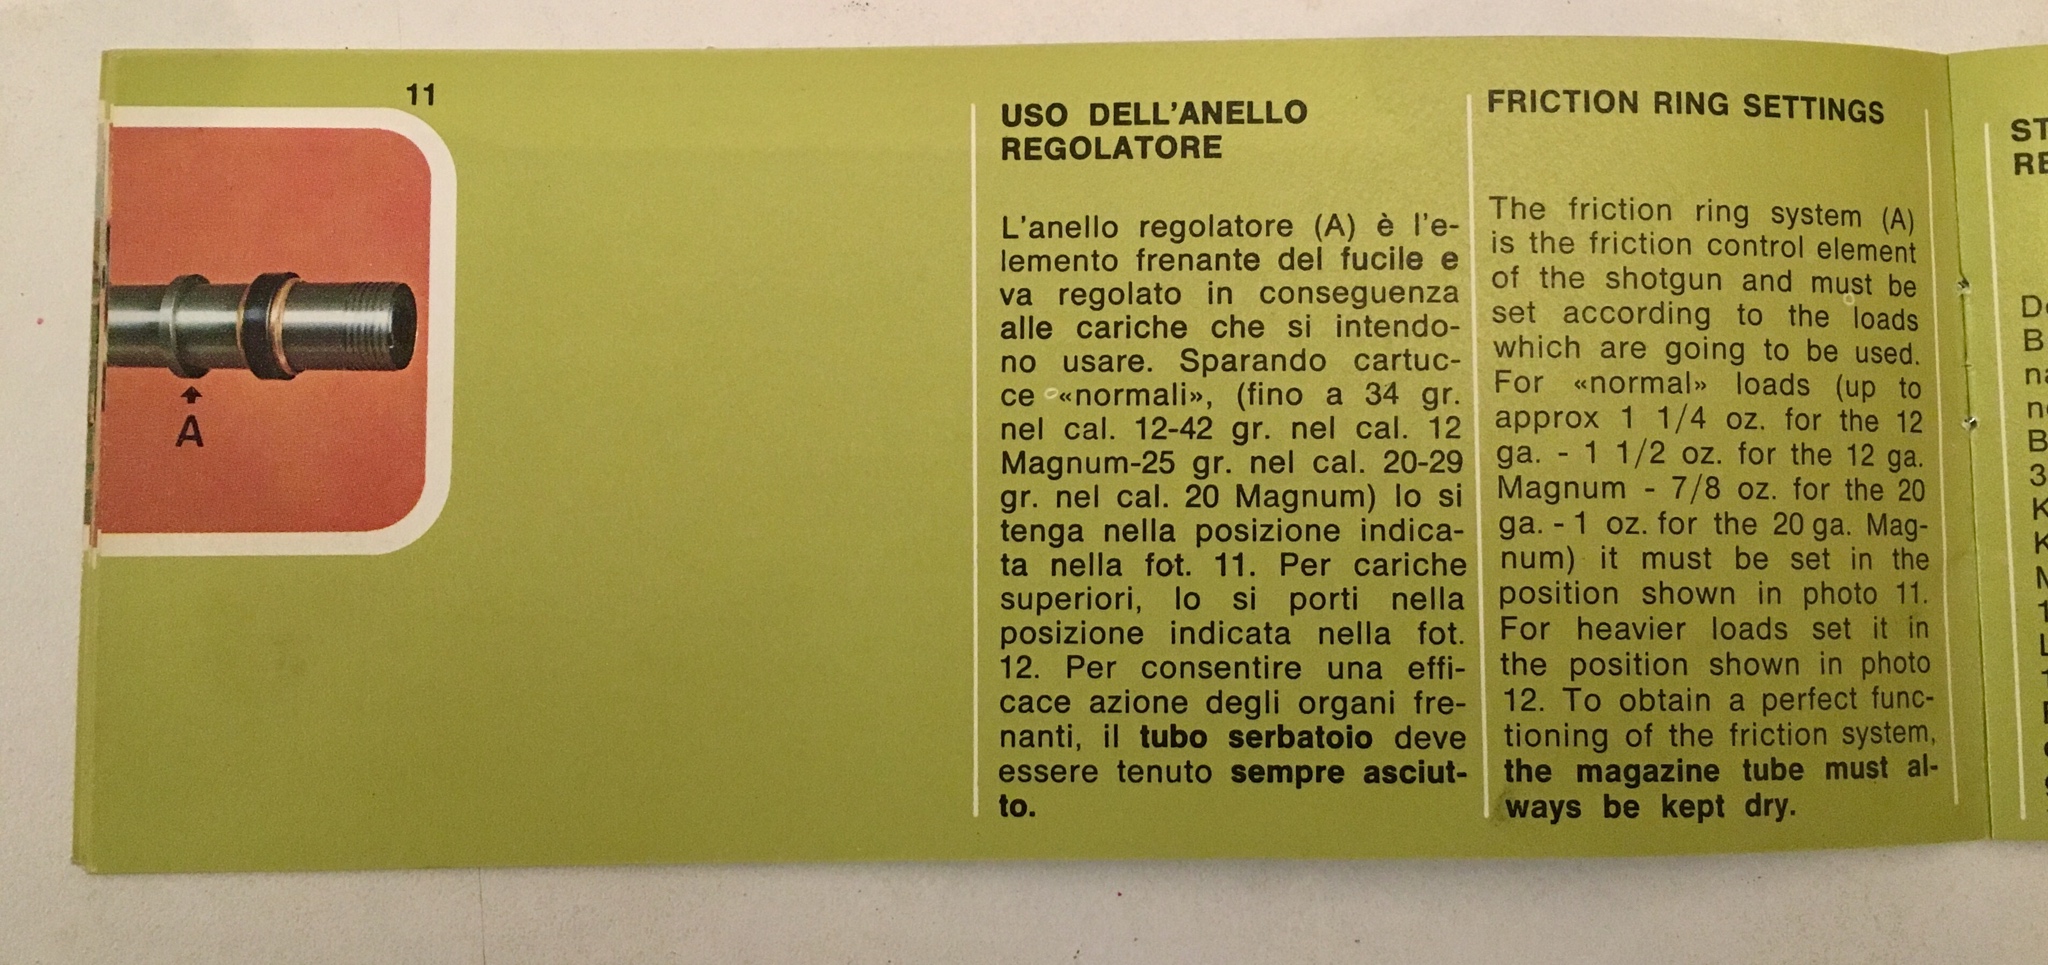 11
A
USO DELL'ANELLO
REGOLATORE
L'anello regolatore (A) è l'e-
lemento frenante del fucile e
va regolato in conseguenza
alle cariche che si intendo-
no usare. Sparando cartuc-
ce «normali», (fino a 34 gr.
nel cal. 12-42 gr. nel cal. 12
Magnum-25 gr. nel cal. 20-29
gr. nel cal. 20 Magnum) lo si
tenga nella posizione indica-
ta nella fot. 11. Per cariche
superiori, lo si porti nella
posizione indicata nella fot.
12. Per consentire una effi-
cace azione degli organi fre-
nanti, il tubo serbatoio deve
essere tenuto sempre asciut-
to.
FRICTION RING SETTINGS
The friction ring system (A)
is the friction control element
of the shotgun and must be
set according to the loads
which are going to be used.
For «normal» loads (up to
approx 1 1/4 oz. for the 12
ga. - 1 1/2 oz. for the 12 ga.
Magnum - 7/8 oz. for the 20
ga. - 1 oz. for the 20 ga. Mag-
num) it must be set in the
position shown in photo 11.
For heavier loads set it in
the position shown in photo
12. To obtain a perfect func-
tioning of the friction system,
the magazine tube must al-
ways be kept dry.